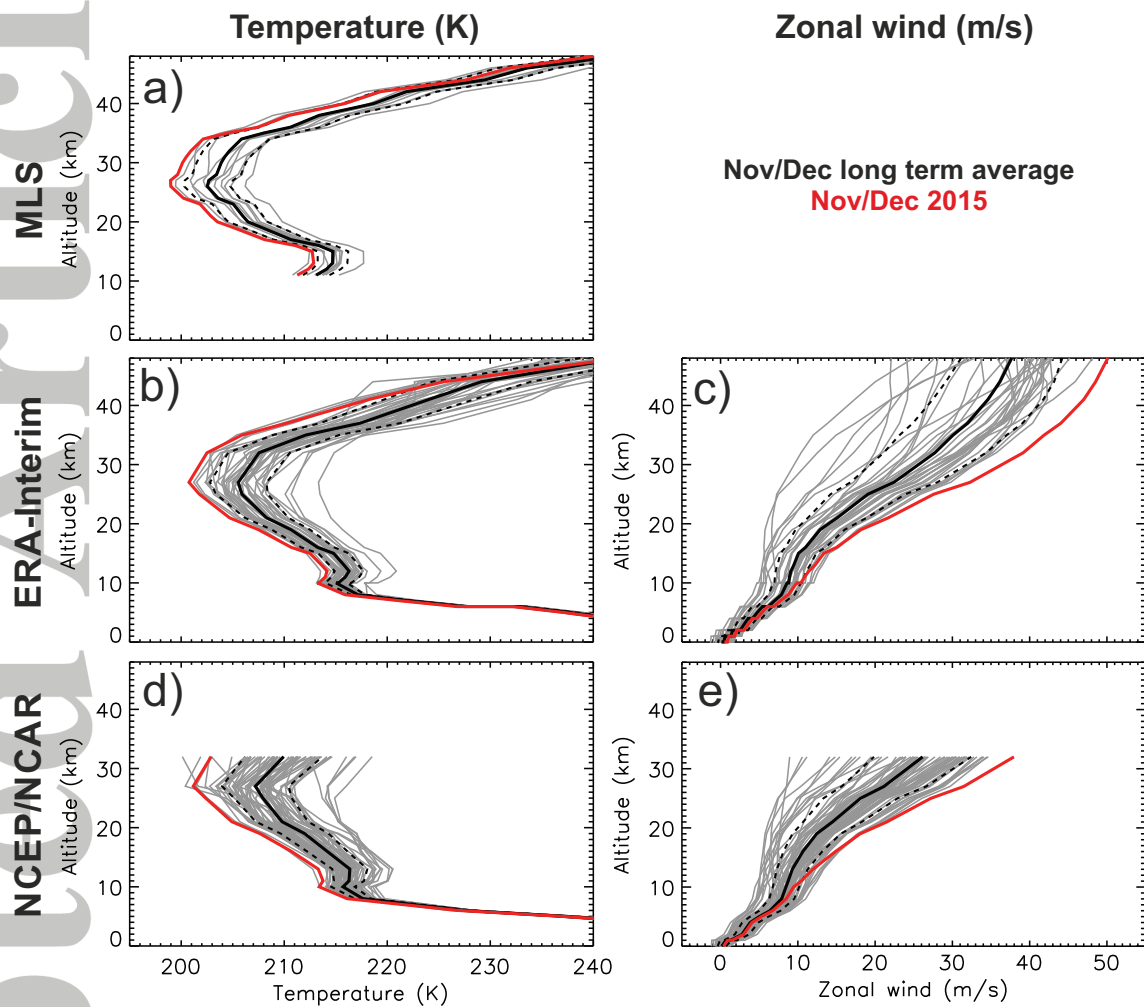 Temperature (K)
Zonal wind (m/s)
a)
MLS
Altitude (km)
40
30
20
10
0
Nov/Dec long term average
Nov/Dec 2015
b)
ERA-Interim
Altitude (km)
40
30
20
10
0
c)
Altitude (km)
40
30
20
10
0
d)
NCEP/NCAR
Altitude (km)
40
30
20
10
0
200 210 220 230 240
Temperature (K)
e)
Altitude (km)
40
30
20
10
0
0 10 20 30 40 50
Zonal wind (m/s)